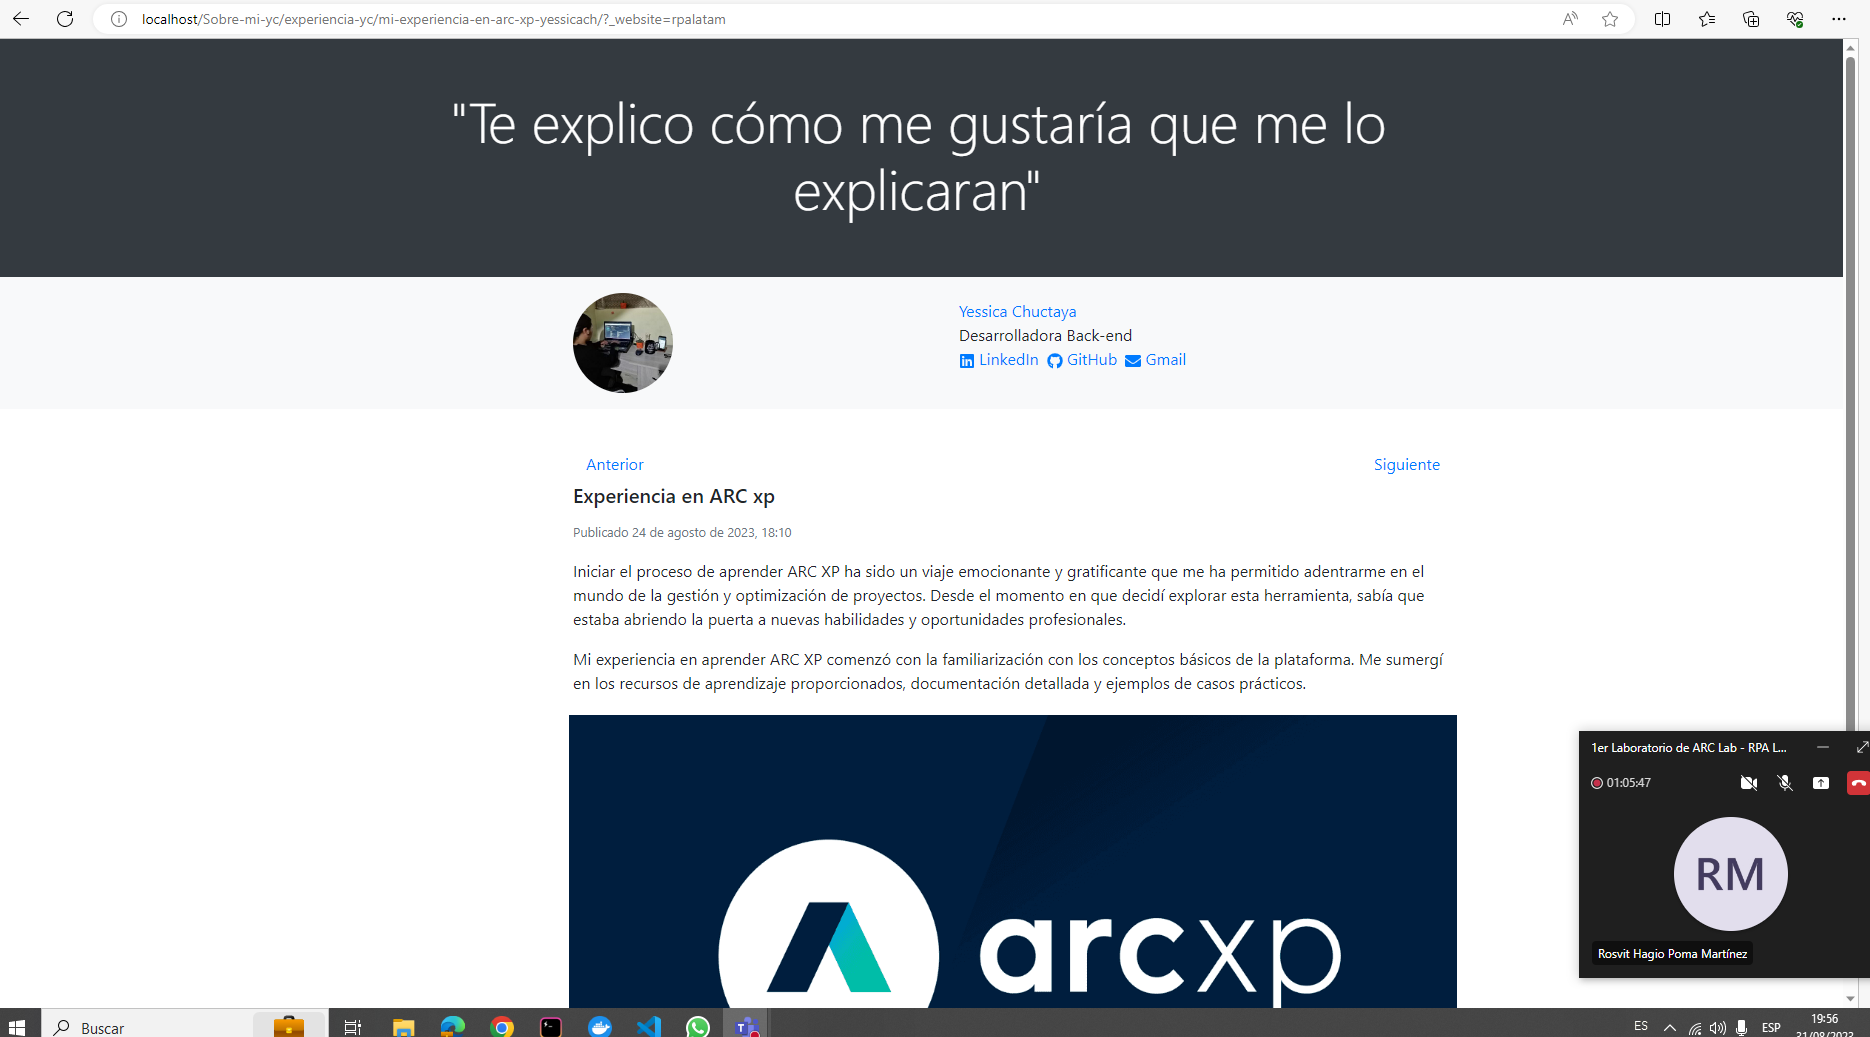 localhost/Sobre-mi-yc/experiencia-yc/mi-experiencia-en-arc-xp-yessicach/?_website=rpalatam
"Te explico cómo me gustaría que me lo
explicaran"
Yessica Chuctaya
Desarrolladora Back-end
LinkedIn GitHub Gmail
Anterior Siguiente
Experiencia en ARC xp
Publicado 24 de agosto de 2023, 18:10
Iniciar el proceso de aprender ARC XP ha sido un viaje emocionante y gratificante que me ha permitido adentrarme en el
mundo de la gestión y optimización de proyectos. Desde el momento en que decidí explorar esta herramienta, sabía que
estaba abriendo la puerta a nuevas habilidades y oportunidades profesionales.
Mi experiencia en aprender ARC XP comenzó con la familiarización con los conceptos básicos de la plataforma. Me sumergí
en los recursos de aprendizaje proporcionados, documentación detallada y ejemplos de casos prácticos.
arcxp
1er Laboratorio de ARC Lab - RPA L...
01:05:47
RM
Rosvit Hagio Poma Martínez
Buscar
ES ESP 19:56
31/08/2023